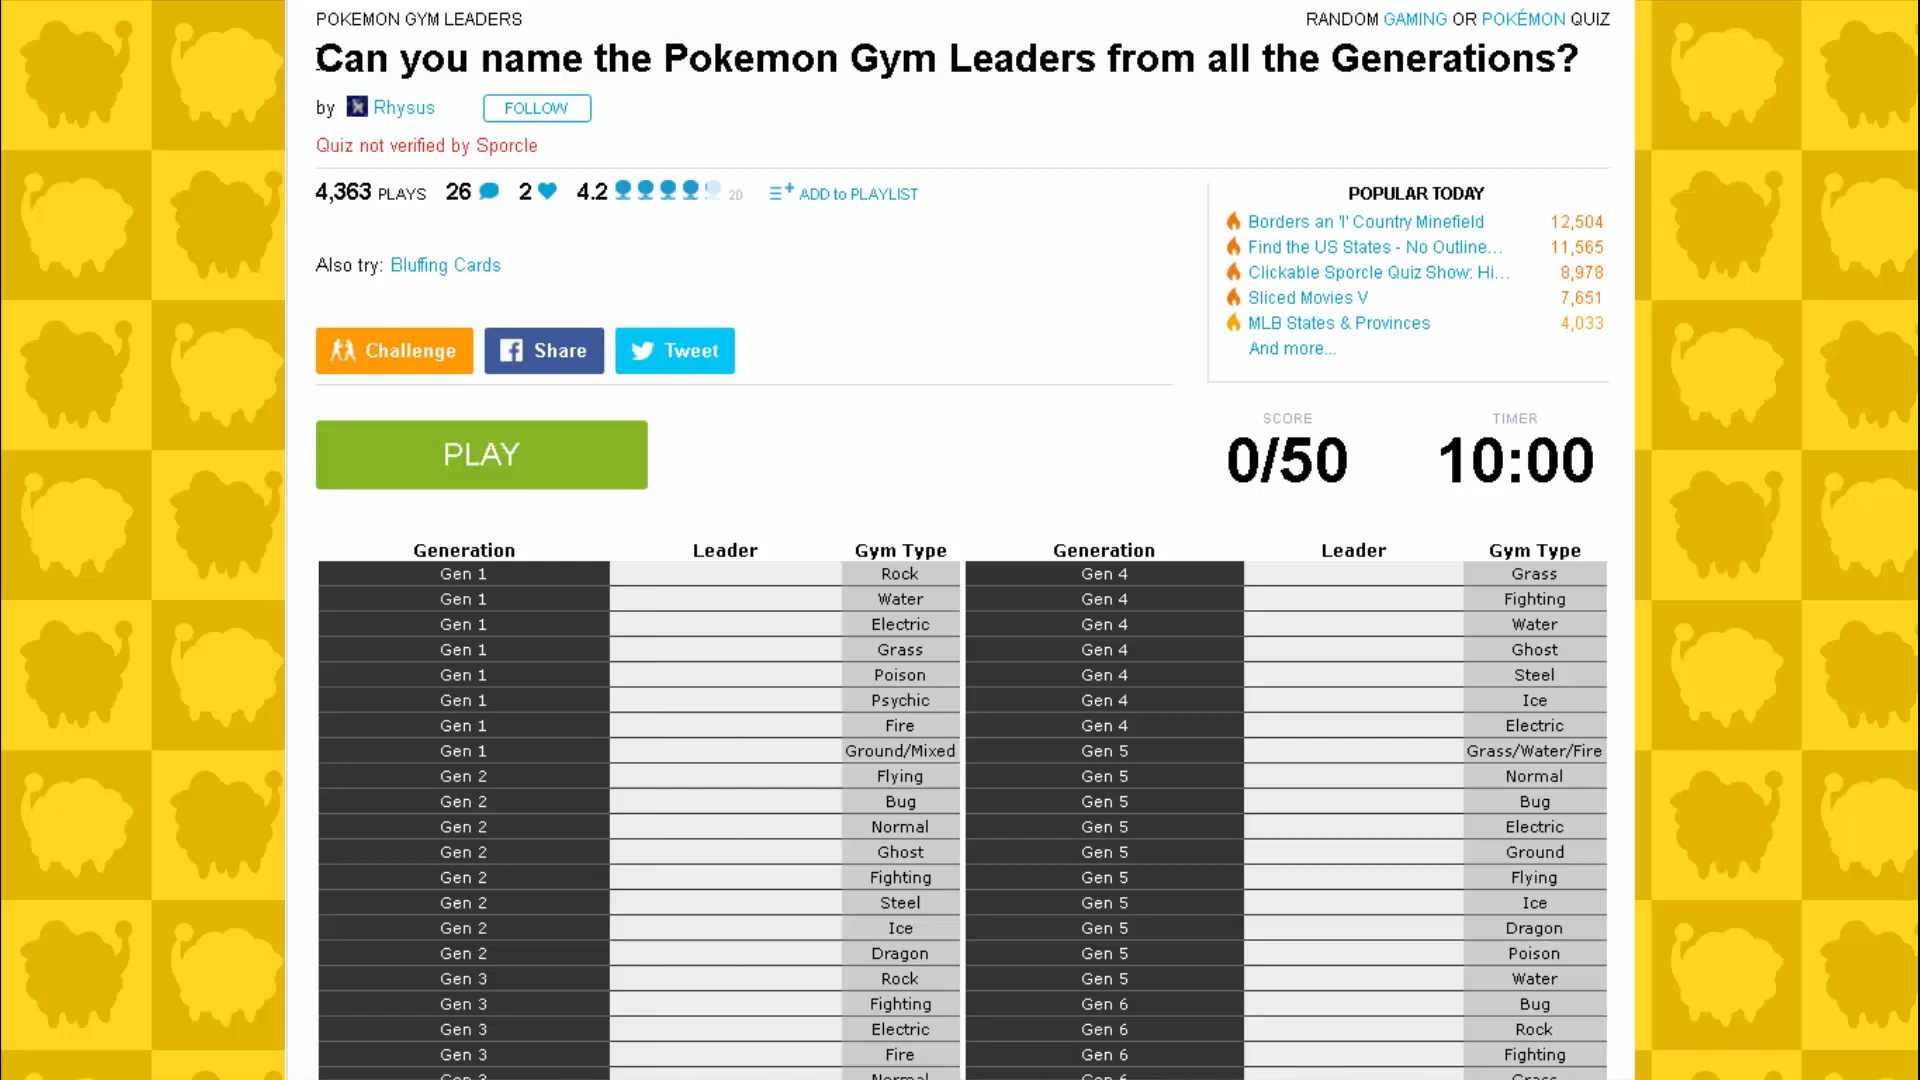 POKEMON GYM LEADERS
RANDOM GAMING OR POKÉMON QUIZ
Can you name the Pokemon Gym Leaders from all the Generations?
by Rhysus FOLLOW
Quiz not verified by Sporcle
4,363 PLAYS 26 2 4.2 20 ADD to PLAYLIST
POPULAR TODAY
Borders an 'I' Country Minefield 12,504
Find the US States - No Outline... 11,565
Clickable Sporcle Quiz Show: Hi... 8,978
Sliced Movies V 7,651
MLB States & Provinces 4,033
And more...
Also try: Bluffing Cards
Challenge Share Tweet
PLAY
SCORE TIMER
0/50 10:00
Generation Leader Gym Type Generation Leader Gym Type
Gen 1 Rock Gen 4 Grass
Gen 1 Water Gen 4 Fighting
Gen 1 Electric Gen 4 Water
Gen 1 Grass Gen 4 Ghost
Gen 1 Poison Gen 4 Steel
Gen 1 Psychic Gen 4 Ice
Gen 1 Fire Gen 4 Electric
Gen 1 Ground/Mixed Gen 5 Grass/Water/Fire
Gen 2 Flying Gen 5 Normal
Gen 2 Bug Gen 5 Bug
Gen 2 Normal Gen 5 Electric
Gen 2 Ghost Gen 5 Ground
Gen 2 Fighting Gen 5 Flying
Gen 2 Steel Gen 5 Ice
Gen 2 Ice Gen 5 Dragon
Gen 2 Dragon Gen 5 Poison
Gen 3 Rock Gen 5 Water
Gen 3 Fighting Gen 6 Bug
Gen 3 Electric Gen 6 Rock
Gen 3 Fire Gen 6 Fighting
Gen 3 Normal Gen 6 Grass